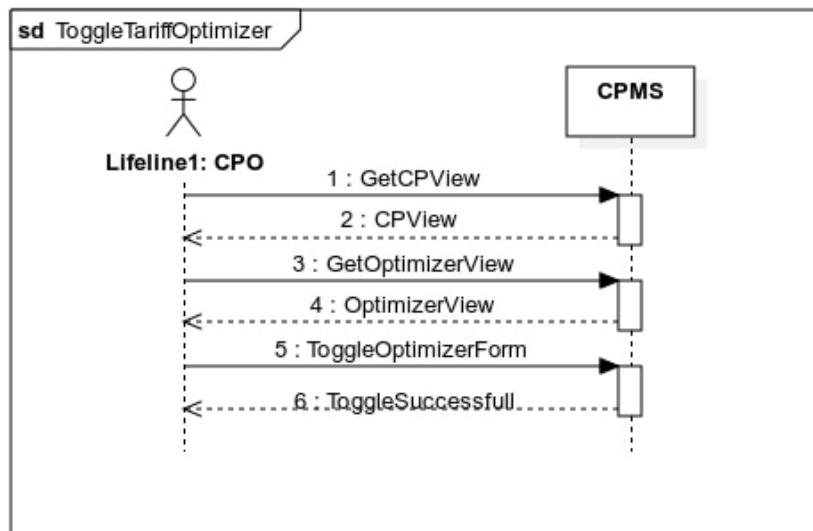 sd ToggleTariffOptimizer
CPMS
Lifeline1: CPO
1 : GetCPView
2 : CPView
3 : GetOptimizerView
4 : OptimizerView
5 : ToggleOptimizerForm
6 : ToggleSuccessfull